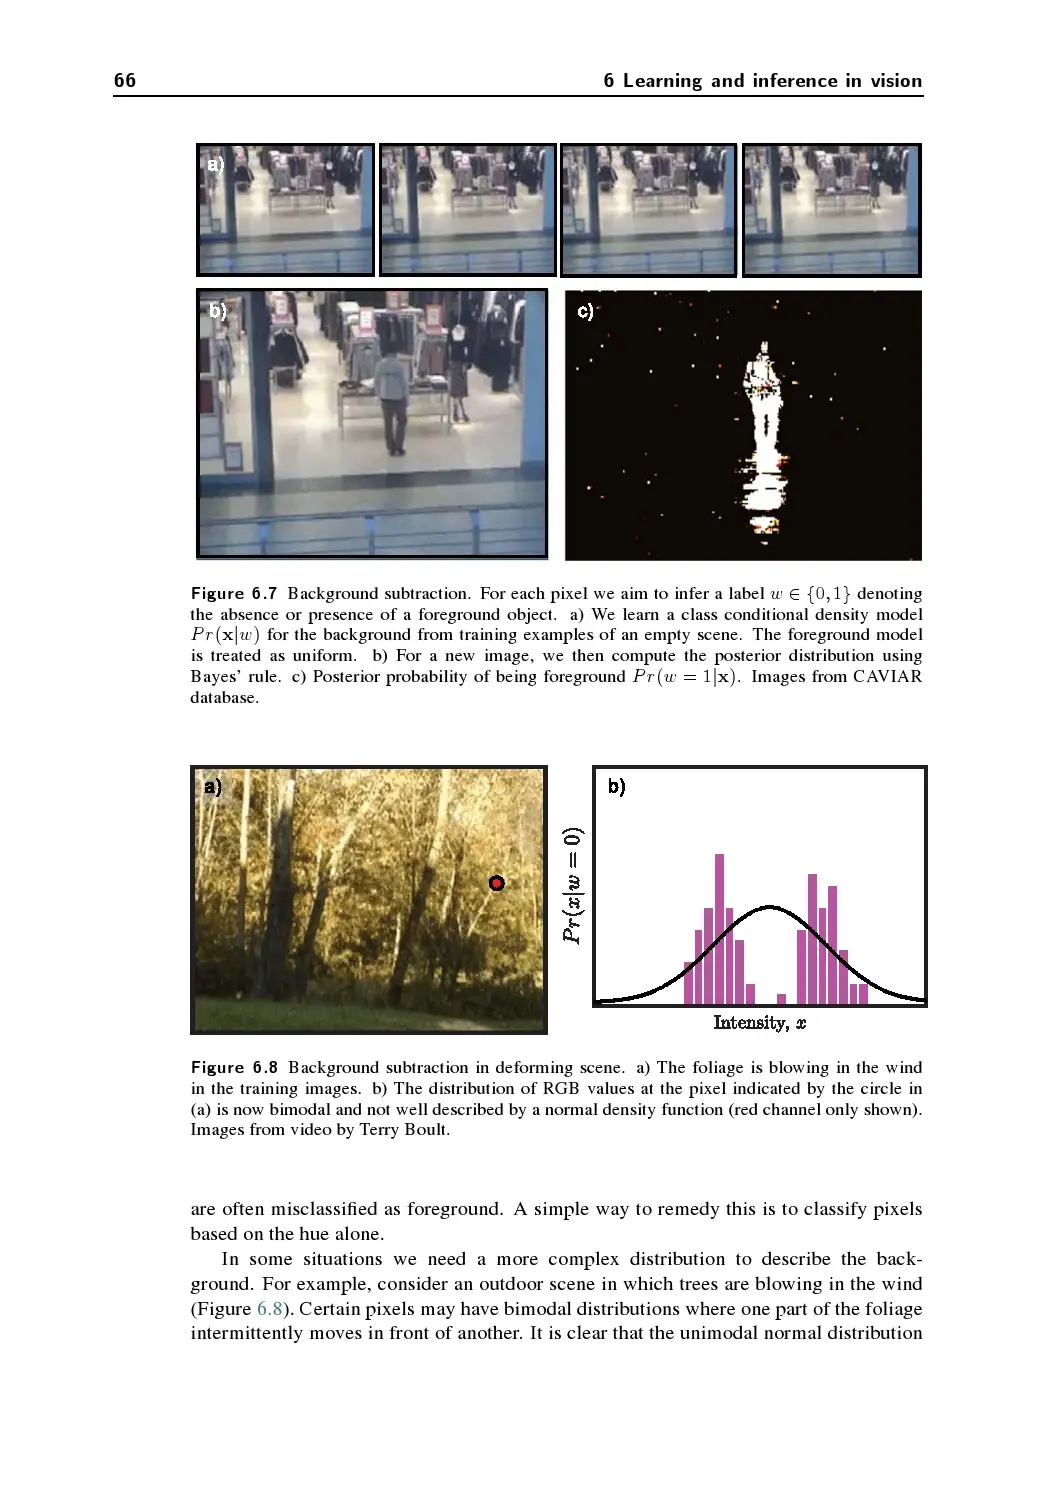 66
6 Learning and inference in vision
a)
b)
c)
Figure 6.7 Background subtraction. For each pixel we aim to infer a label w ∈ {0, 1} denoting
the absence or presence of a foreground object. a) We learn a class conditional density model
Pr(x|w) for the background from training examples of an empty scene. The foreground model
is treated as uniform. b) For a new image, we then compute the posterior distribution using
Bayes' rule. c) Posterior probability of being foreground Pr(w = 1|x). Images from CAVIAR
database.
a)
b)
Pr(x|w = 0)
Intensity, x
Figure 6.8 Background subtraction in deforming scene. a) The foliage is blowing in the wind
in the training images. b) The distribution of RGB values at the pixel indicated by the circle in
(a) is now bimodal and not well described by a normal density function (red channel only shown).
Images from video by Terry Boult.
are often misclassified as foreground. A simple way to remedy this is to classify pixels
based on the hue alone.
In some situations we need a more complex distribution to describe the back-
ground. For example, consider an outdoor scene in which trees are blowing in the wind
(Figure 6.8). Certain pixels may have bimodal distributions where one part of the foliage
intermittently moves in front of another. It is clear that the unimodal normal distribution